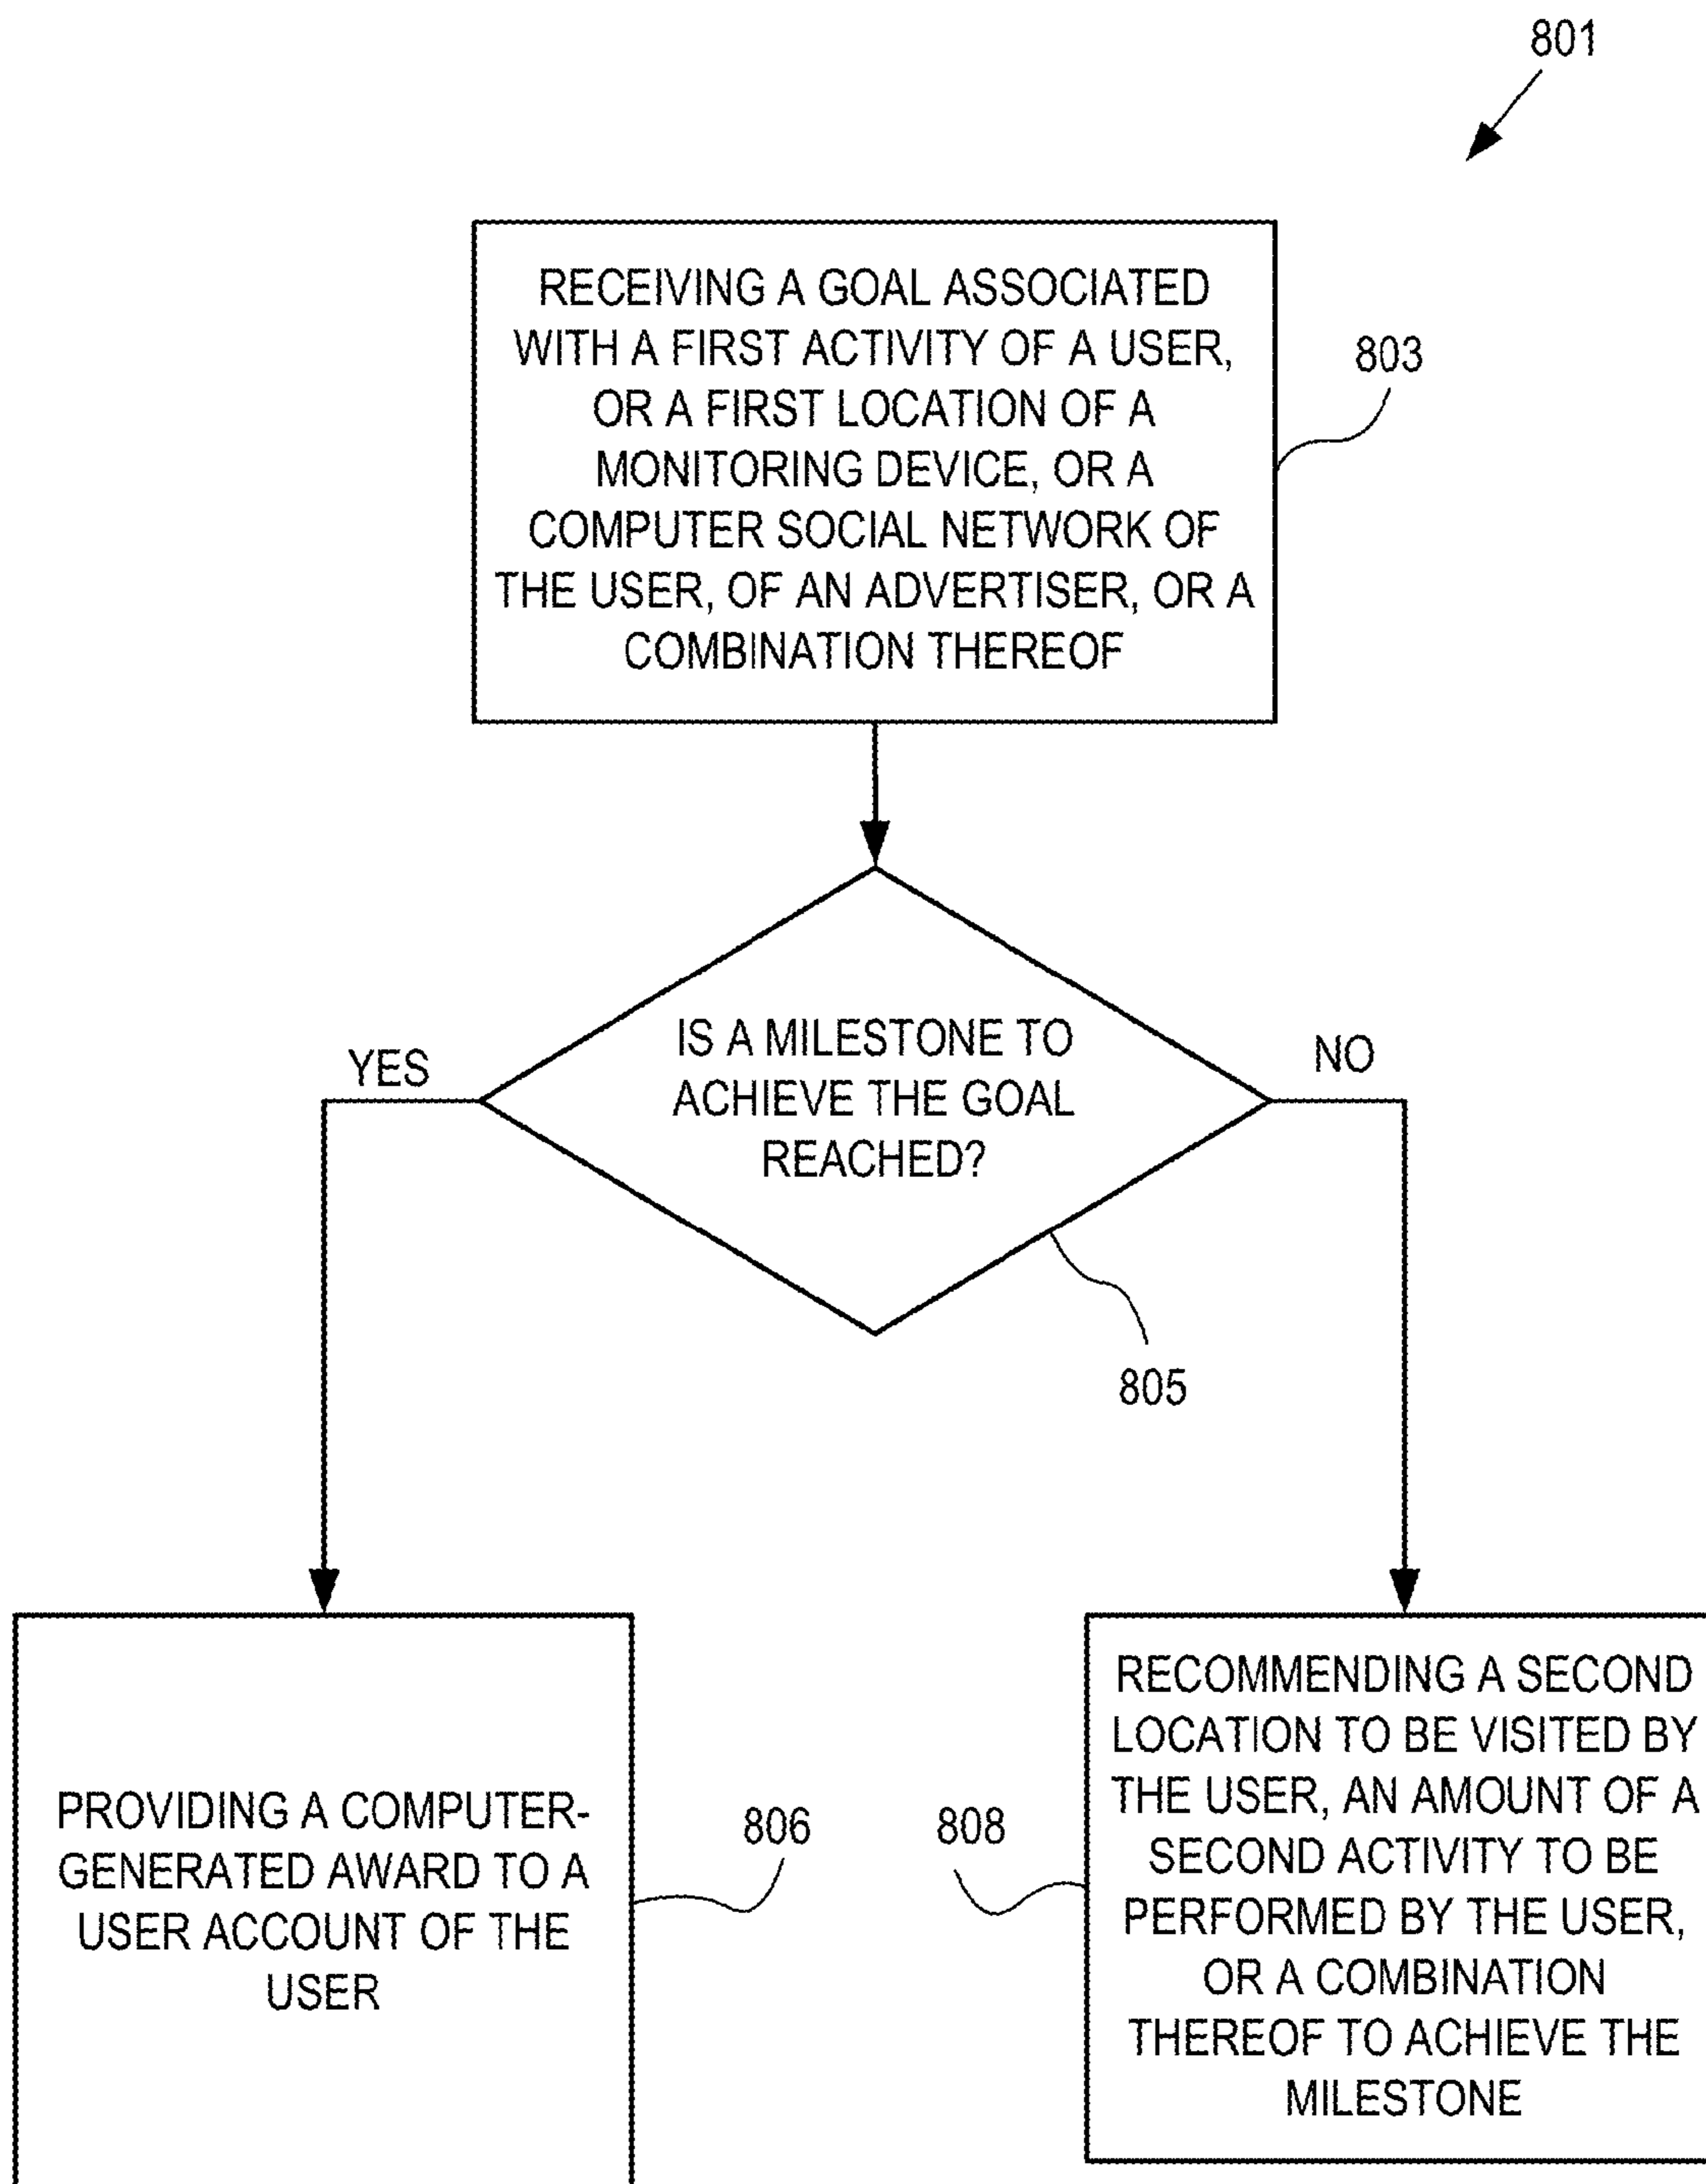 801
RECEIVING A GOAL ASSOCIATED
WITH A FIRST ACTIVITY OF A USER,
OR A FIRST LOCATION OF A
MONITORING DEVICE, OR A
COMPUTER SOCIAL NETWORK OF
THE USER, OF AN ADVERTISER, OR A
COMBINATION THEREOF
803
IS A MILESTONE TO
ACHIEVE THE GOAL
REACHED?
YES
NO
805
PROVIDING A COMPUTER-
GENERATED AWARD TO A
USER ACCOUNT OF THE
USER
806
808
RECOMMENDING A SECOND
LOCATION TO BE VISITED BY
THE USER, AN AMOUNT OF A
SECOND ACTIVITY TO BE
PERFORMED BY THE USER,
OR A COMBINATION
THEREOF TO ACHIEVE THE
MILESTONE